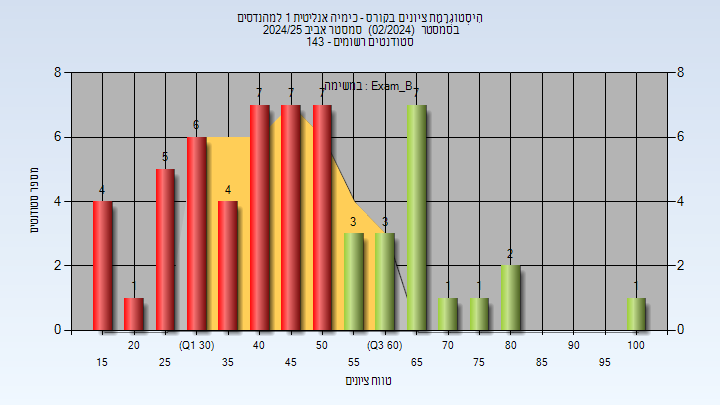 הִיסְטוֹגְרָמַת ציונים בקורס - כימיה אנליטית 1 למהנדסים
בסמסטר (02/2024) סמסטר אביב 2024/25
סטודנטים רשומים - 143
במשימה : Exam_B
מספר סטודנטים
8 8
6 6
4 4
2 2
0 0
4 1 5 6 4 7 7 7 3 3 7 1 1 2 1
20 (Q1 30) 40 50 (Q3 60) 70 80 90 100
15 25 35 45 55 65 75 85 95
טווח ציונים